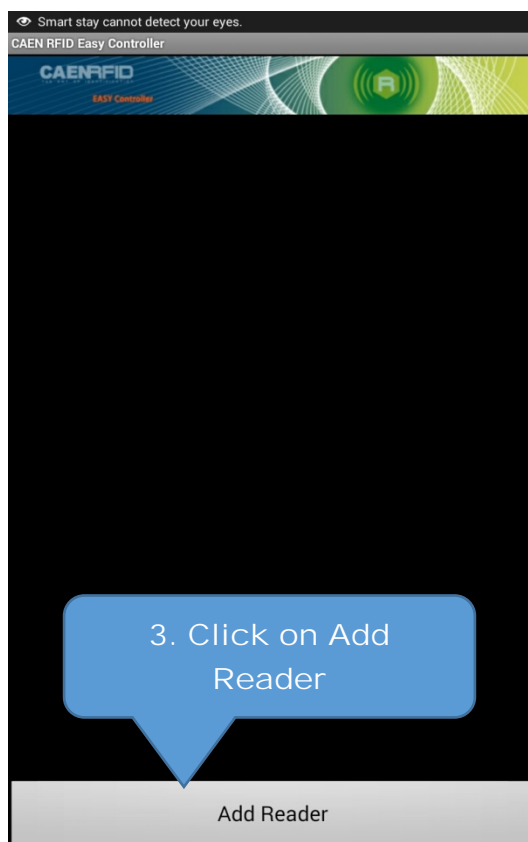 Smart stay cannot detect your eyes.
CAEN RFID Easy Controller
CAENRFID
EASY Controller
R
3. Click on Add
Reader
Add Reader